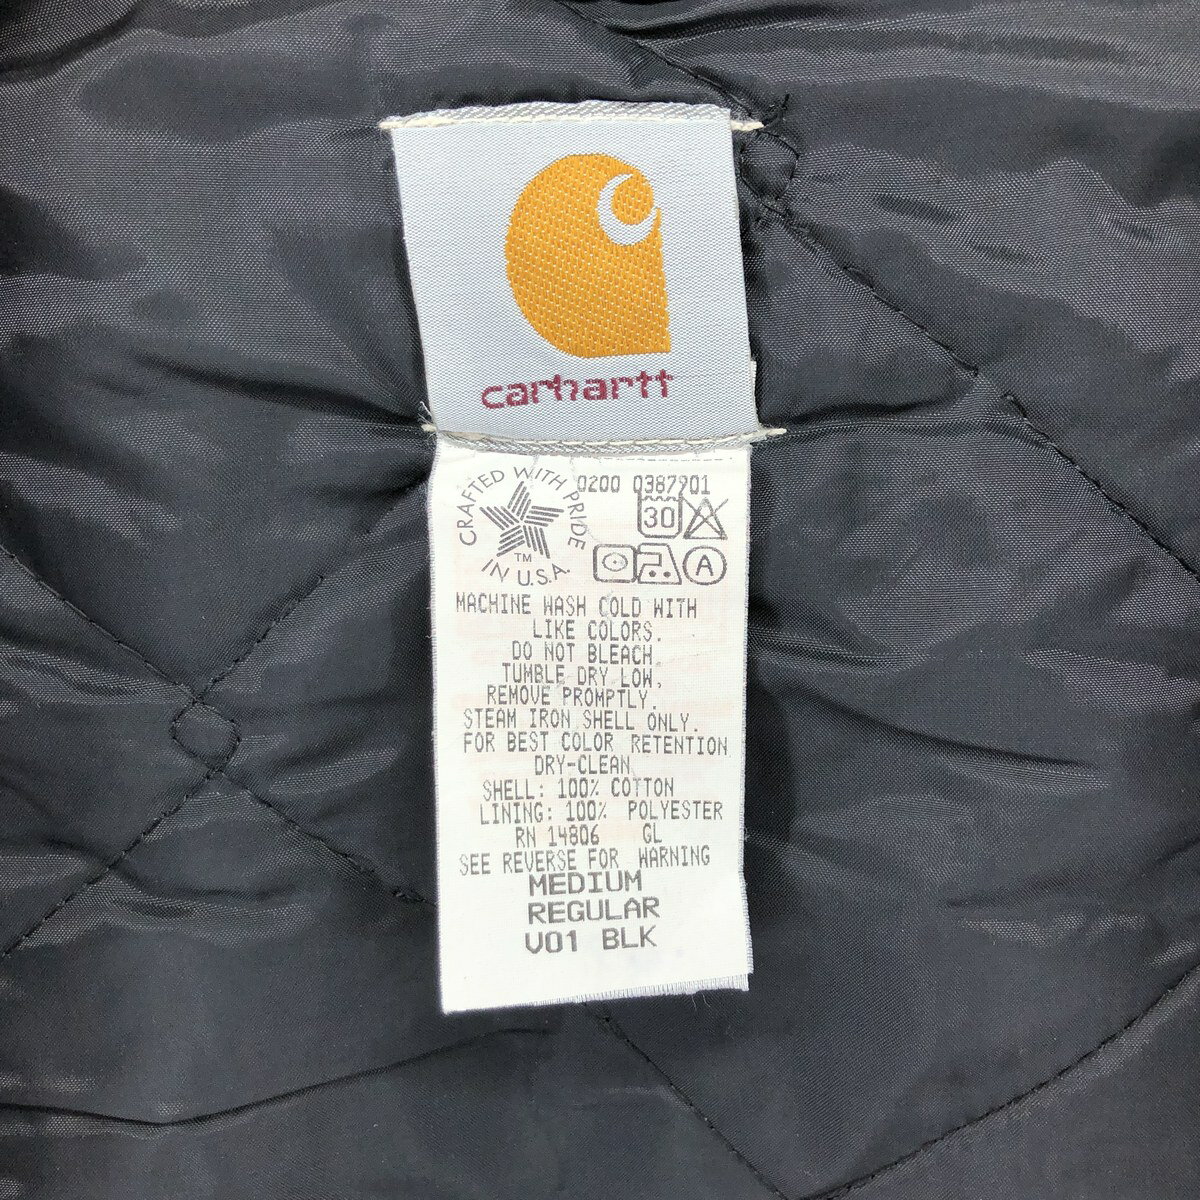 carhartt
CRAFTED WITH PRIDE
TM
IN U.S.A.
0200 0387901
30
A
MACHINE WASH COLD WITH
LIKE COLORS.
DO NOT BLEACH.
TUMBLE DRY LOW,
REMOVE PROMPTLY.
STEAM IRON SHELL ONLY.
FOR BEST COLOR RETENTION
DRY-CLEAN
SHELL: 100% COTTON
LINING: 100% POLYESTER
RN 14806 GL
SEE REVERSE FOR WARNING
MEDIUM
REGULAR
V01 BLK